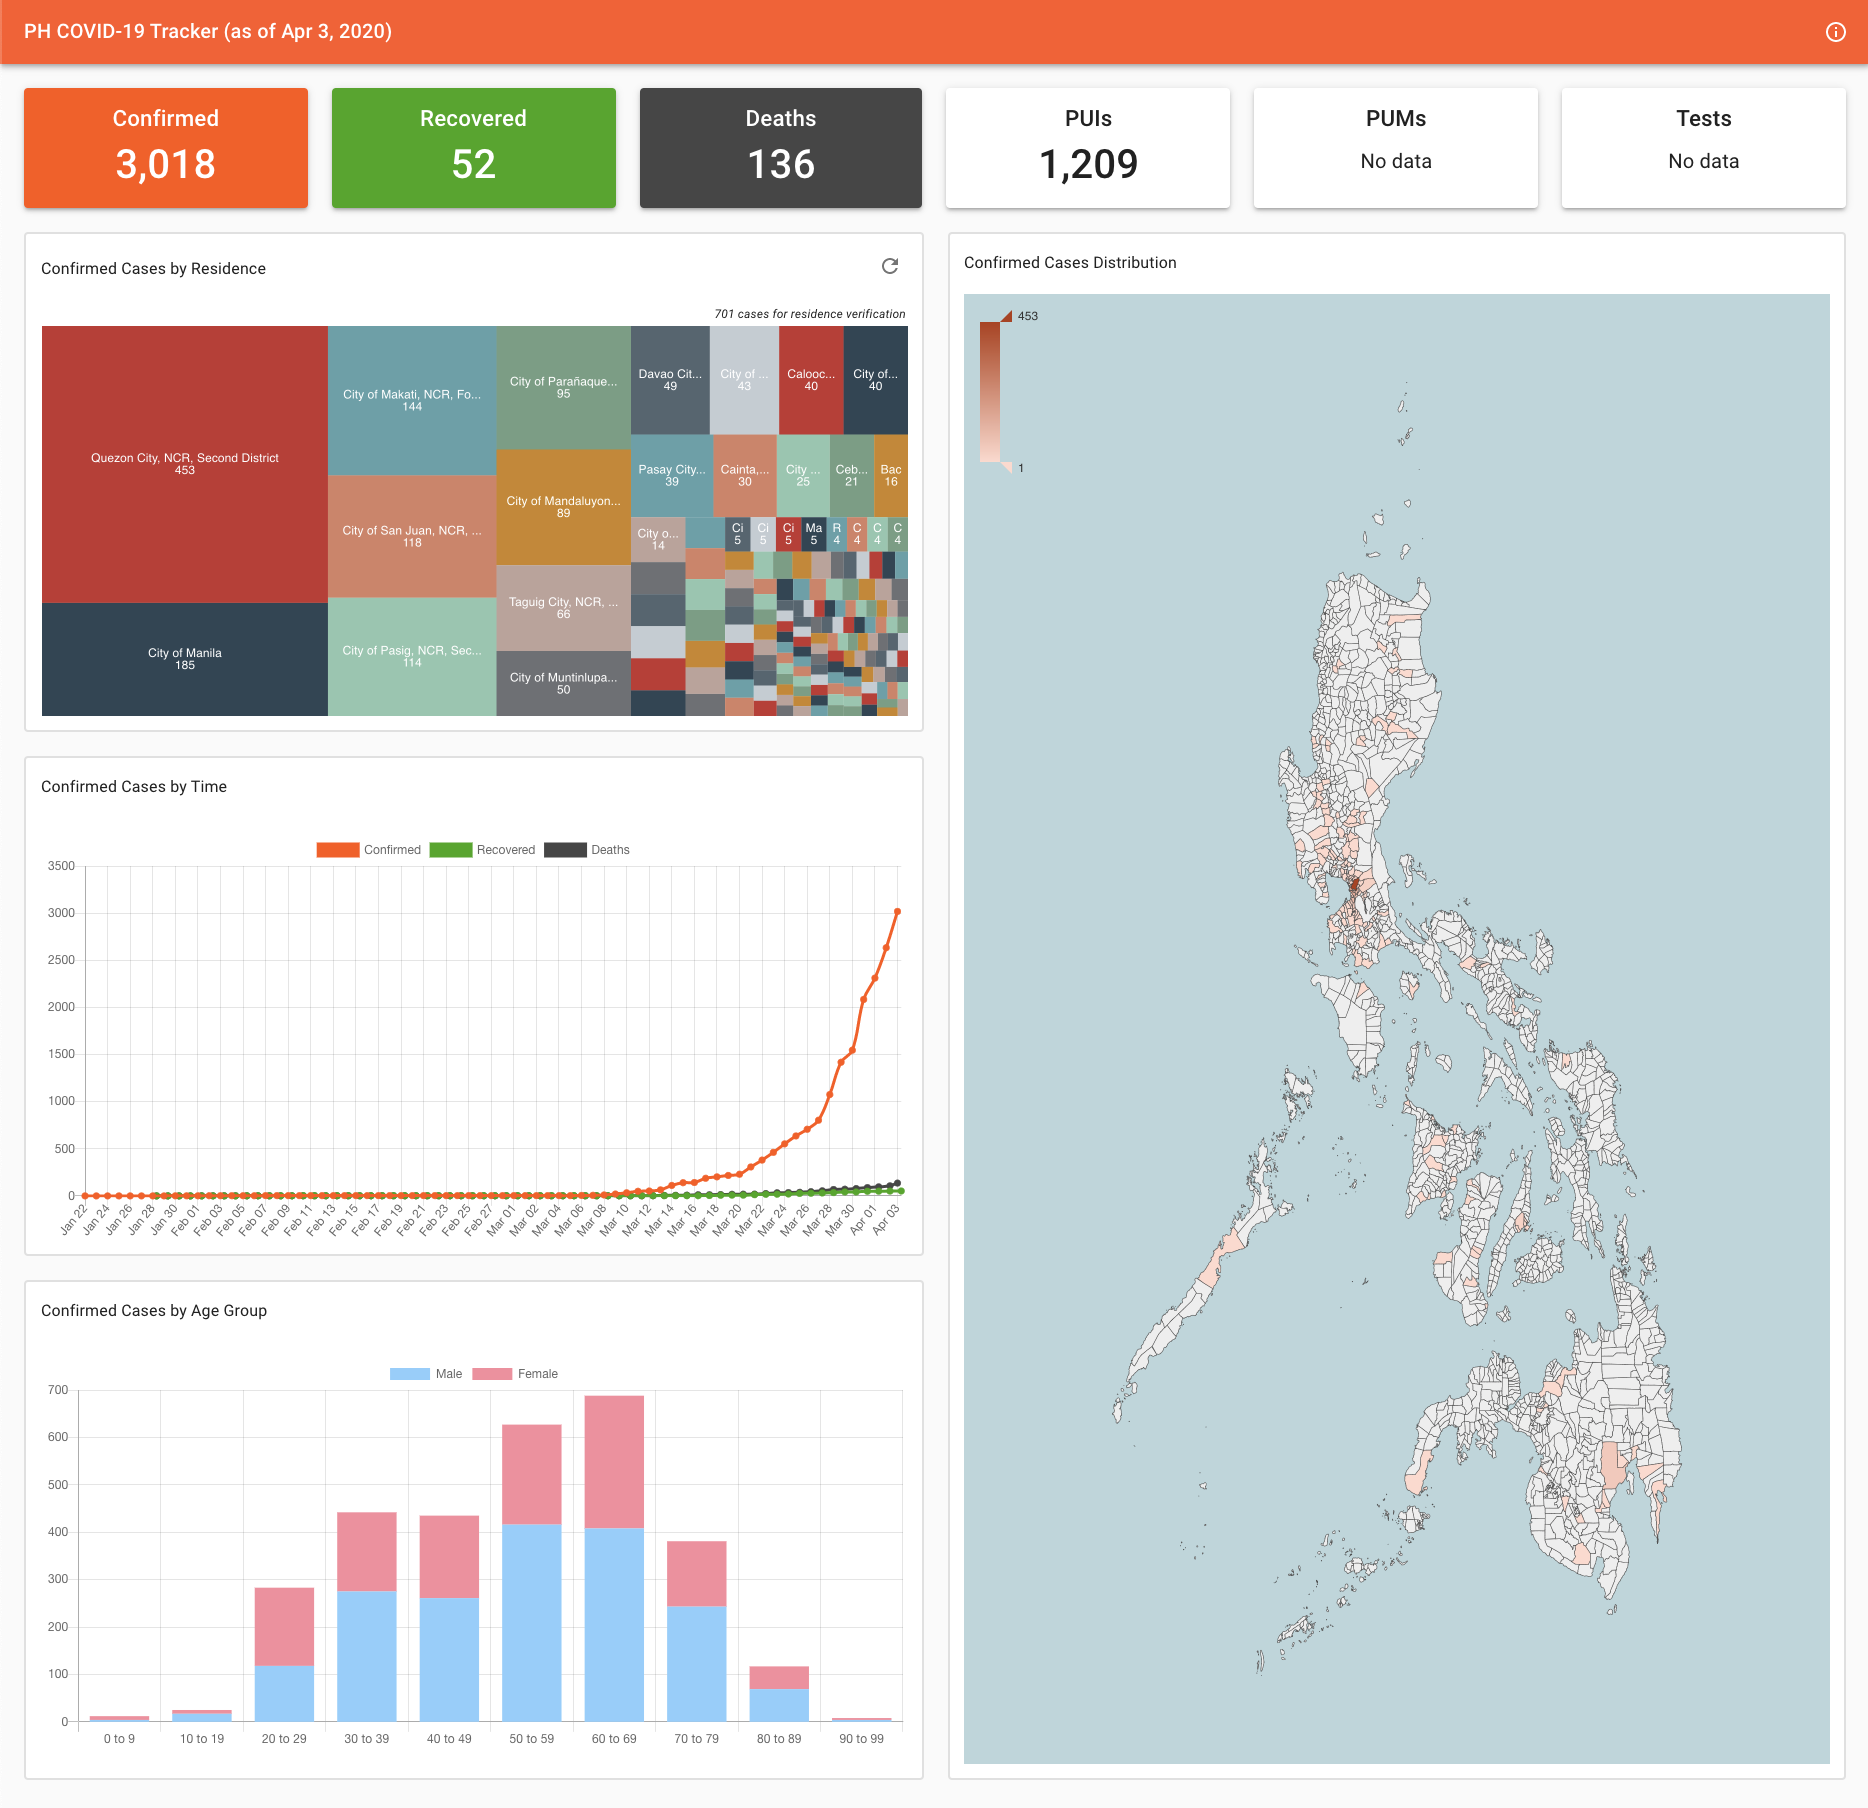 PH COVID-19 Tracker (as of Apr 3, 2020)
Confirmed
3,018
Recovered
52
Deaths
136
PUIs
1,209
PUMs
No data
Tests
No data
Confirmed Cases by Residence
701 cases for residence verification
Quezon City, NCR, Second District
453
City of Manila
185
City of Makati, NCR, Fo...
144
City of San Juan, NCR, ...
118
City of Pasig, NCR, Sec...
114
City of Parañaque...
95
City of Mandaluyon...
89
Taguig City, NCR, ...
66
City of Muntinlupa...
50
Davao Cit...
49
City of ...
43
Calooc...
40
City of...
40
Pasay City...
39
Cainta,...
30
City ...
25
Ceb...
21
Bac
16
City o...
14
Ci
5
Ci
5
Ci
5
Ma
5
R
4
C
4
C
4
C
4
Confirmed Cases by Time
Confirmed Recovered Deaths
3500
3000
2500
2000
1500
1000
500
0
Jan 22 Jan 24 Jan 26 Jan 28 Jan 30 Feb 01 Feb 03 Feb 05 Feb 07 Feb 09 Feb 11 Feb 13 Feb 15 Feb 17 Feb 19 Feb 21 Feb 23 Feb 25 Feb 27 Mar 01 Mar 02 Mar 04 Mar 06 Mar 08 Mar 10 Mar 12 Mar 14 Mar 16 Mar 18 Mar 20 Mar 22 Mar 24 Mar 26 Mar 28 Mar 30 Apr 01 Apr 03
Confirmed Cases by Age Group
Male Female
700
600
500
400
300
200
100
0
0 to 9 10 to 19 20 to 29 30 to 39 40 to 49 50 to 59 60 to 69 70 to 79 80 to 89 90 to 99
Confirmed Cases Distribution
453
1